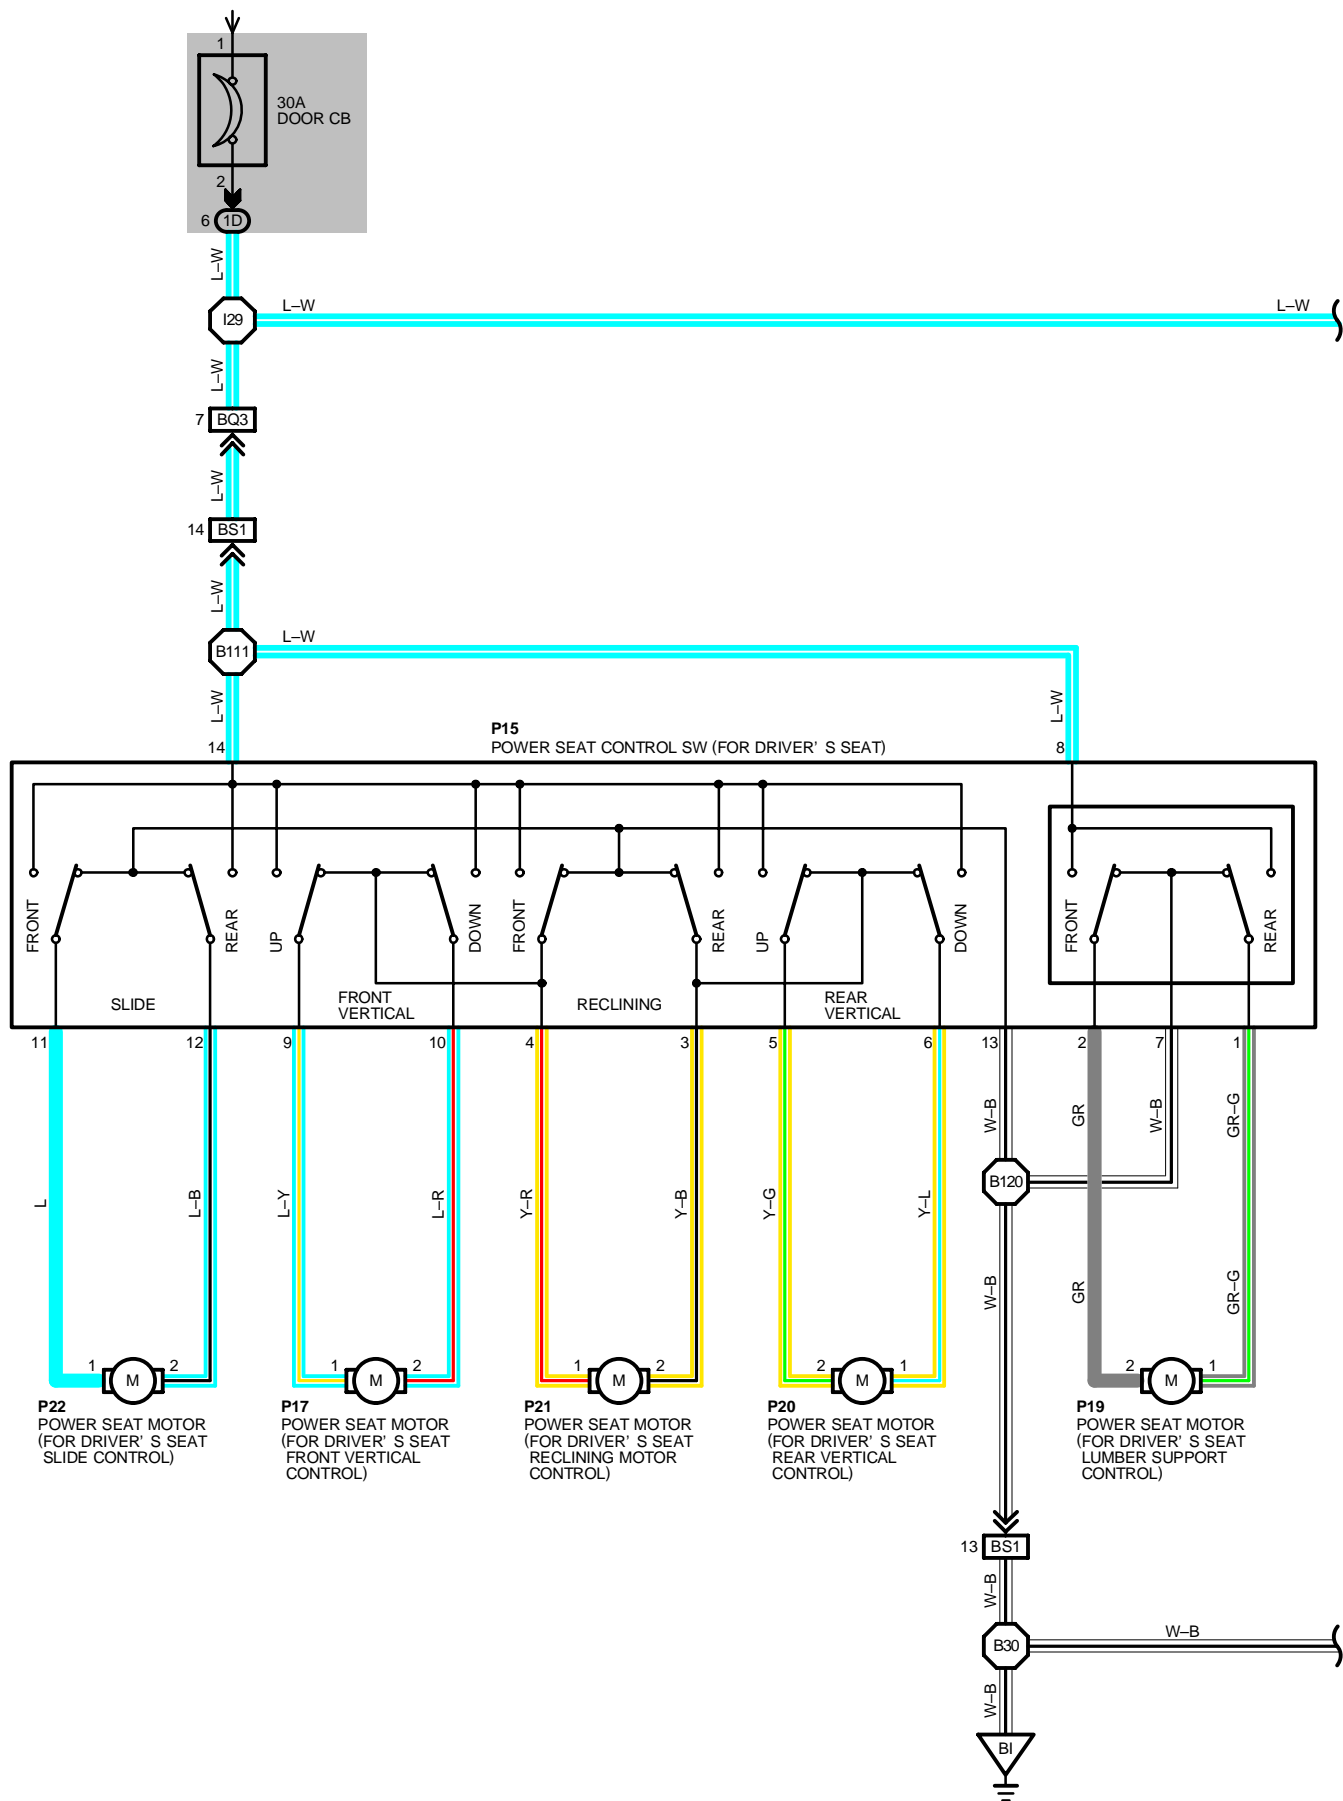 1
30A
DOOR CB
2
6 1D
L–W
I29
L–W
L–W
L–W
7 BQ3
L–W
14 BS1
L–W
B111
L–W
L–W
L–W
P15
POWER SEAT CONTROL SW (FOR DRIVER' S SEAT)
14
8
FRONT
REAR
UP
DOWN
FRONT
REAR
UP
DOWN
FRONT
REAR
SLIDE
FRONT
VERTICAL
RECLINING
REAR
VERTICAL
11
12
9
10
4
3
5
6
13
2
7
1
W–B
GR
W–B
GR–G
B120
L
L–B
L–Y
L–R
Y–R
Y–B
Y–G
Y–L
W–B
GR
GR–G
1 M 2
1 M 2
1 M 2
2 M 1
2 M 1
P22
POWER SEAT MOTOR
(FOR DRIVER' S SEAT
SLIDE CONTROL)
P17
POWER SEAT MOTOR
(FOR DRIVER' S SEAT
FRONT VERTICAL
CONTROL)
P21
POWER SEAT MOTOR
(FOR DRIVER' S SEAT
RECLINING MOTOR
CONTROL)
P20
POWER SEAT MOTOR
(FOR DRIVER' S SEAT
REAR VERTICAL
CONTROL)
P19
POWER SEAT MOTOR
(FOR DRIVER' S SEAT
LUMBER SUPPORT
CONTROL)
13 BS1
W–B
B30
W–B
W–B
BI